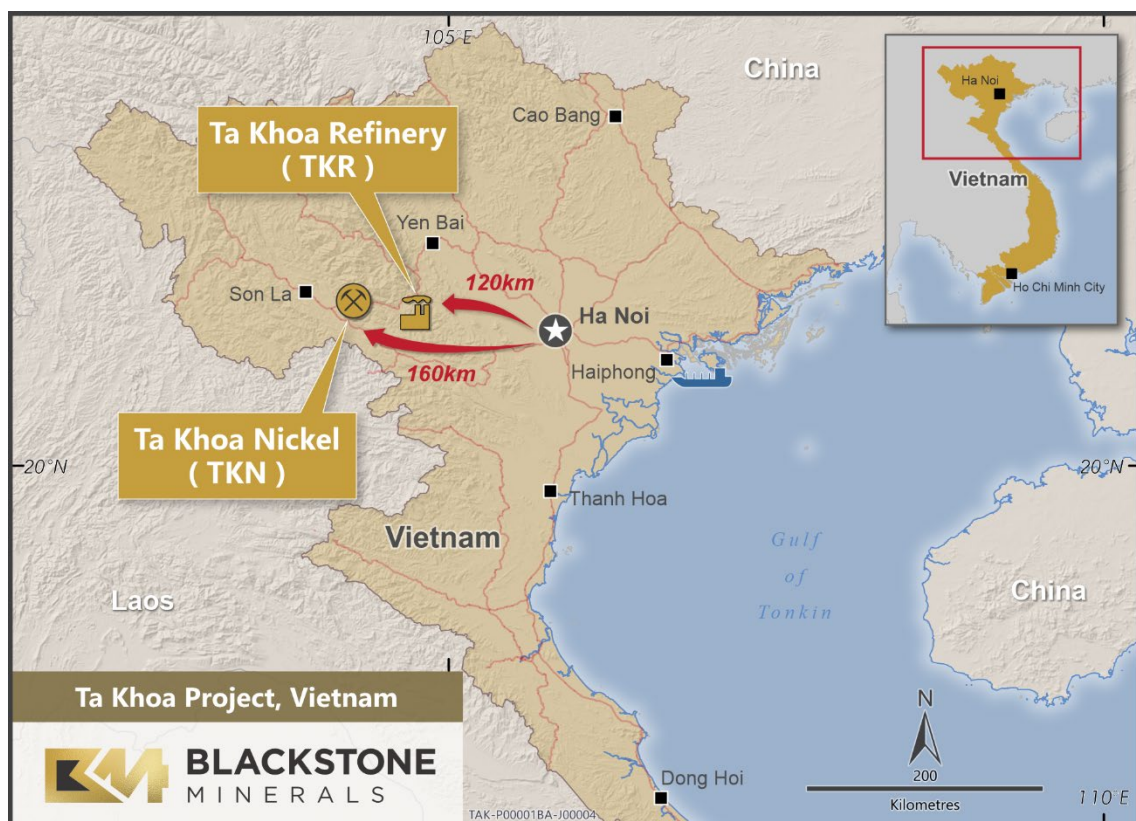 105°E
China
Cao Bang
Ta Khoa Refinery
( TKR )
Yen Bai
Son La
120km
Ha Noi
160km
Haiphong
Ta Khoa Nickel
( TKN )
20°N
20°N
Thanh Hoa
Vietnam
Gulf
of
Tonkin
Laos
China
Ha Noi
Vietnam
Ho Chi Minh City
Ta Khoa Project, Vietnam
BLACKSTONE
MINERALS
TAK-P00001BA-J00004
Dong Hoi
N
200
Kilometres
110°E